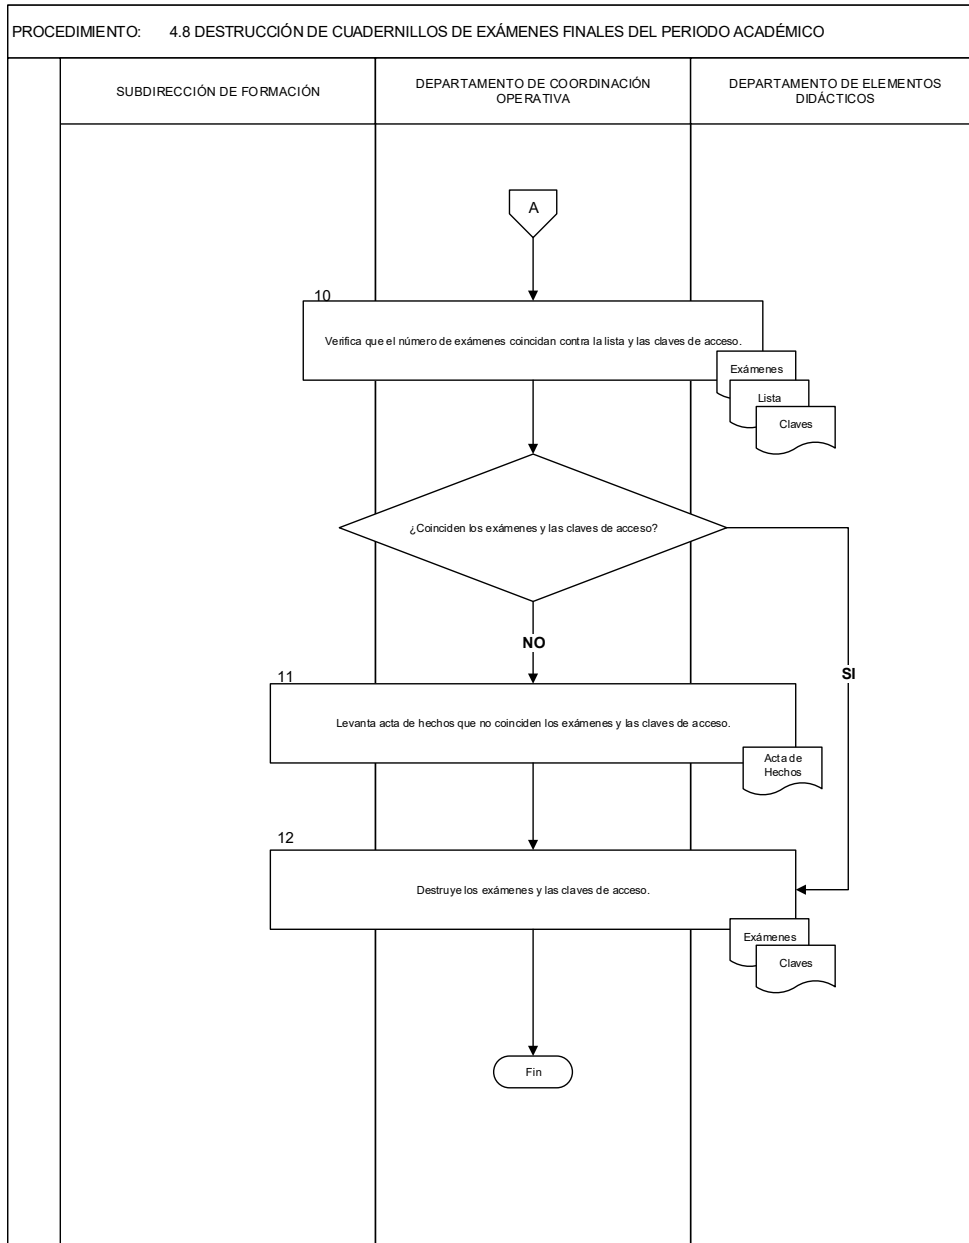 PROCEDIMIENTO: 4.8 DESTRUCCIÓN DE CUADERNILLOS DE EXÁMENES FINALES DEL PERIODO ACADÉMICO
SUBDIRECCIÓN DE FORMACIÓN
DEPARTAMENTO DE COORDINACIÓN
OPERATIVA
DEPARTAMENTO DE ELEMENTOS
DIDÁCTICOS
A
10
Verifica que el número de exámenes coincidan contra la lista y las claves de acceso.
Exámenes
Lista
Claves
¿Coinciden los exámenes y las claves de acceso?
NO
SI
11
Levanta acta de hechos que no coinciden los exámenes y las claves de acceso.
Acta de
Hechos
12
Destruye los exámenes y las claves de acceso.
Exámenes
Claves
Fin